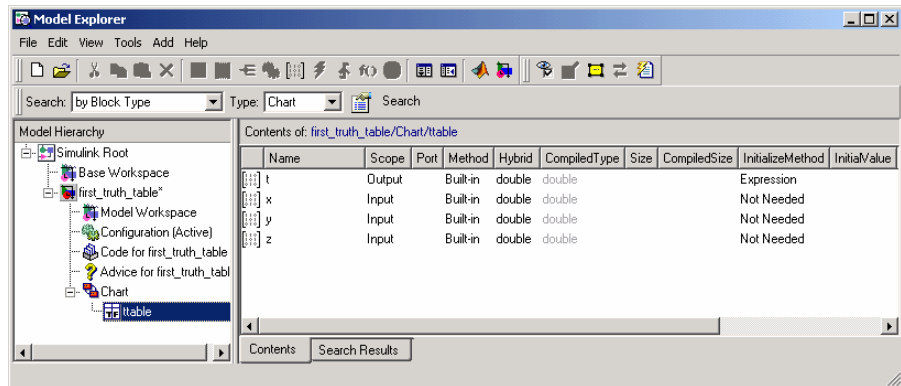 Model Explorer
File Edit View Tools Add Help
f()
Search: by Block Type Type: Chart Search
Model Hierarchy
Simulink Root
Base Workspace
first_truth_table*
Model Workspace
Configuration (Active)
Code for first_truth_table
Advice for first_truth_tabl
Chart
ttable
Contents of: first_truth_table/Chart/ttable
Name Scope Port Method Hybrid CompiledType Size CompiledSize InitializeMethod InitialValue
t Output Built-in double double Expression
x Input Built-in double double Not Needed
y Input Built-in double double Not Needed
z Input Built-in double double Not Needed
Contents Search Results